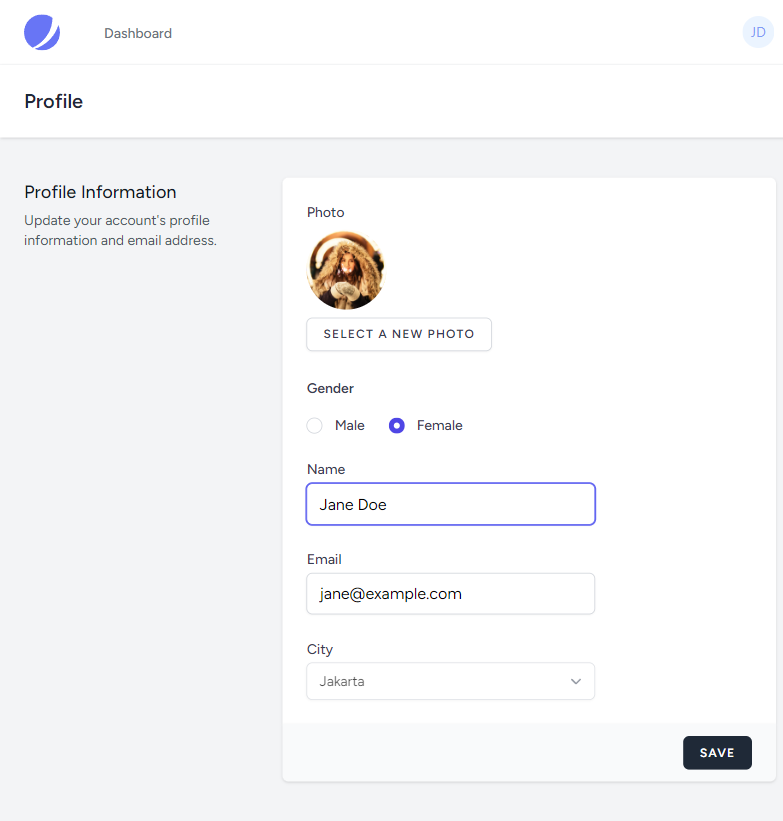 Dashboard
JD
Profile
Profile Information
Update your account's profile
information and email address.
Photo
SELECT A NEW PHOTO
Gender
Male
Female
Name
Jane Doe
Email
jane@example.com
City
Jakarta
SAVE